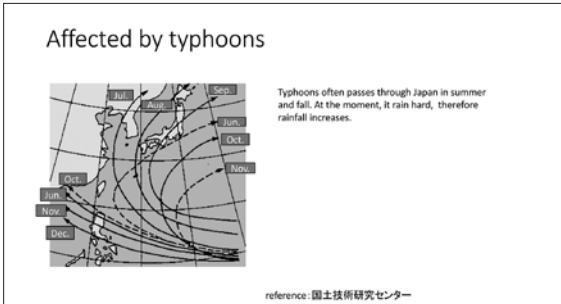 Affected by typhoons
Jul.
Aug.
Sep.
Jun.
Oct.
Nov.
Oct.
Jun.
Nov.
Dec.
Typhoons often passes through Japan in summer
and fall. At the moment, it rain hard, therefore
rainfall increases.
reference:国土技術研究センター